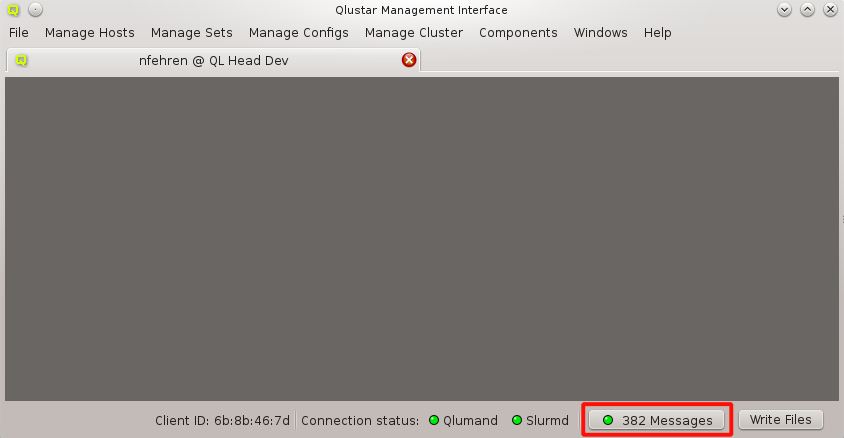 Qlustar Management Interface
File Manage Hosts Manage Sets Manage Configs Manage Cluster Components Windows Help
nfehren @ QL Head Dev
Client ID: 6b:8b:46:7d Connection status: Qlumand Slurmd 382 Messages Write Files